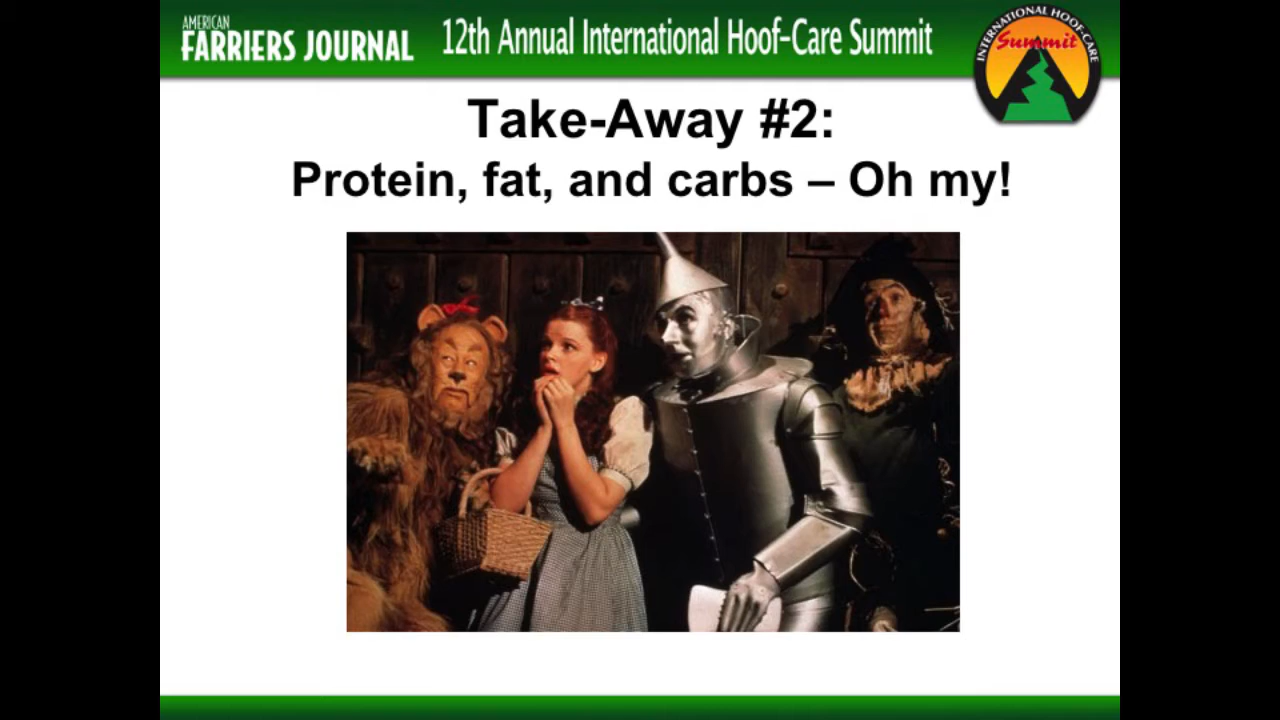 AMERICAN
FARRIERS JOURNAL
12th Annual International Hoof-Care Summit
INTERNATIONAL HOOF-CARE
Summit
Take-Away #2:
Protein, fat, and carbs – Oh my!